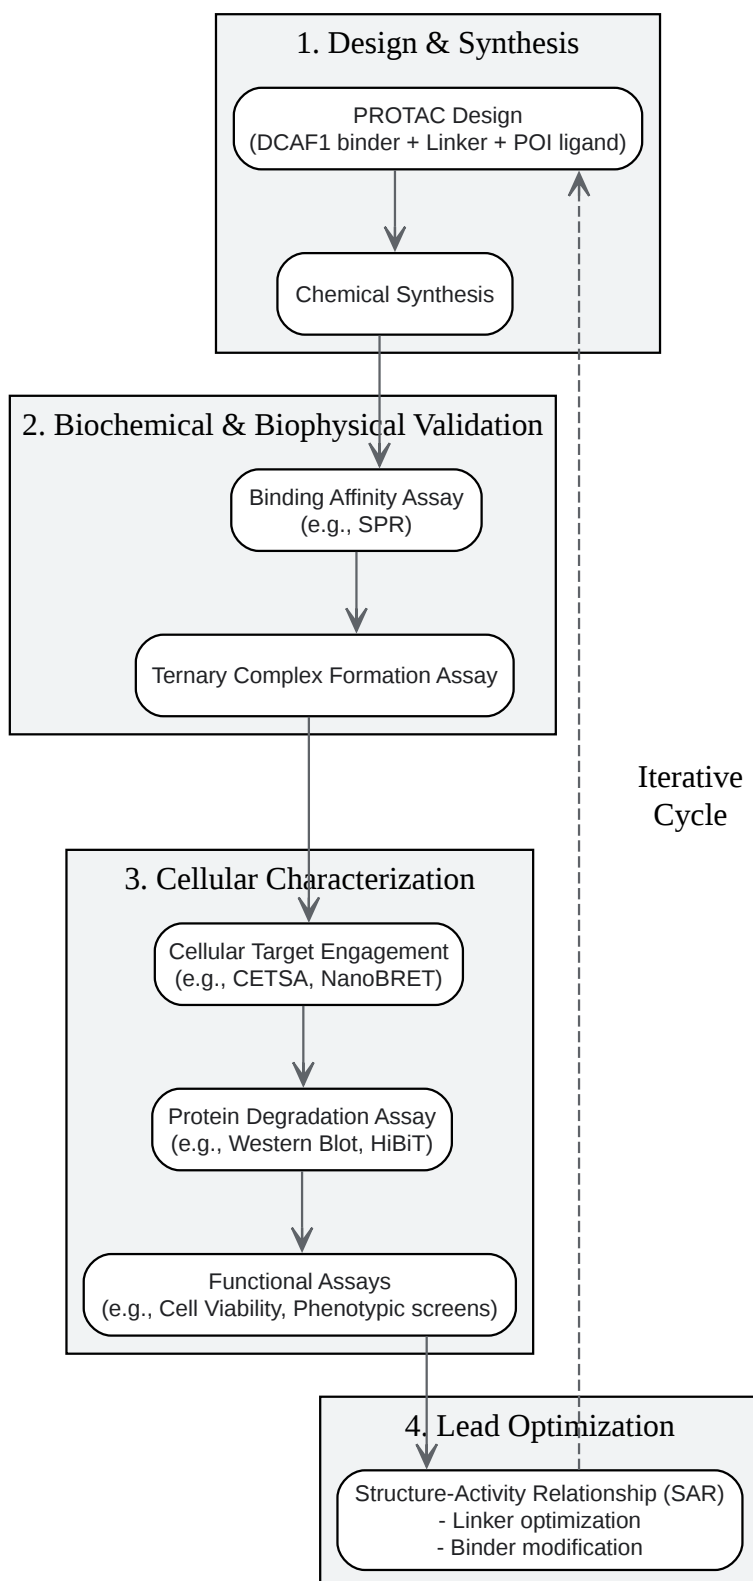 1. Design & Synthesis
PROTAC Design
(DCAF1 binder + Linker + POI ligand)
Chemical Synthesis
2. Biochemical & Biophysical Validation
Binding Affinity Assay
(e.g., SPR)
Ternary Complex Formation Assay
Iterative
Cycle
3. Cellular Characterization
Cellular Target Engagement
(e.g., CETSA, NanoBRET)
Protein Degradation Assay
(e.g., Western Blot, HiBiT)
Functional Assays
(e.g., Cell Viability, Phenotypic screens)
4. Lead Optimization
Structure-Activity Relationship (SAR)
- Linker optimization
- Binder modification